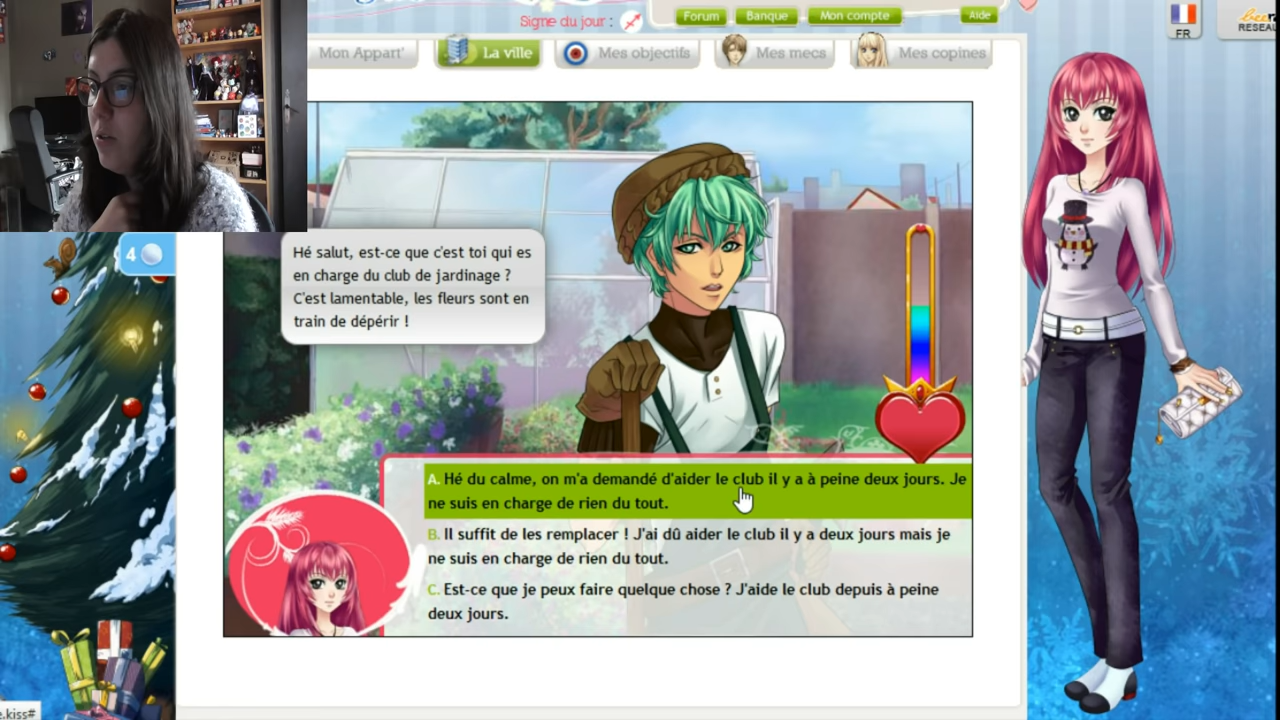 Signe du jour :
Forum
Banque
Mon compte
Aide
FR
RESEAU
Mon Appart'
La ville
Mes objectifs
Mes mecs
Mes copines
4
Hé salut, est-ce que c'est toi qui es
en charge du club de jardinage ?
C'est lamentable, les fleurs sont en
train de dépérir !
A. Hé du calme, on m'a demandé d'aider le club il y a à peine deux jours. Je
ne suis en charge de rien du tout.
B. Il suffit de les remplacer ! J'ai dû aider le club il y a deux jours mais je
ne suis en charge de rien du tout.
C. Est-ce que je peux faire quelque chose ? J'aide le club depuis à peine
deux jours.
e.kiss#